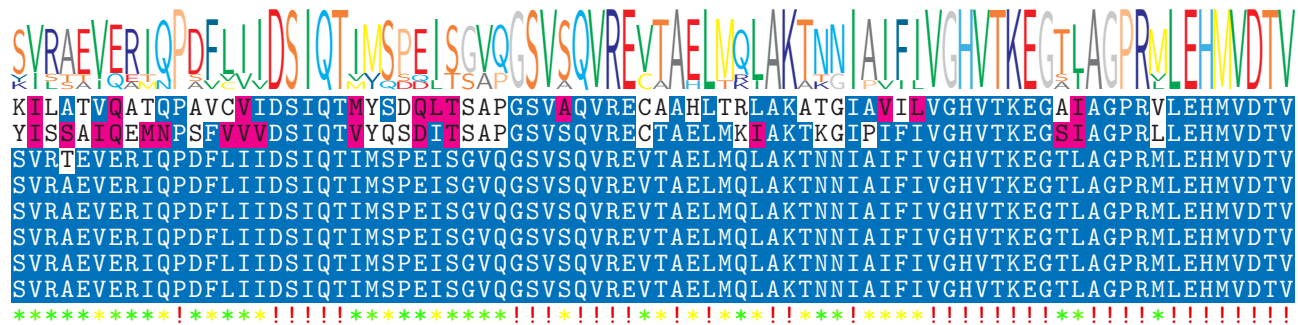 SVRAEVERIQPDFLIIDSIQTIMSPEISGVQGSVSQVREVTAELMQLAKTNNIAIFIVGHVTKEGTLAGPRMLEHMVDTV
KILATVQATQPAVCVIDSIQTMYSDQLTSAPGSVAQVRECAAHLTRLAKATGIAVILVGHVTKEGAIAGPRVLEHMVDTV
YISSAIQEMNPSFVVVDSIQTVYQSDITSAPGSVSQVRECTAELMKIAKTKGIPIFIVGHVTKEGSIAGPRLLEHMVDTV
SVRTEVERIQPDFLIIDSIQTIMSPEISGVQGSVSQVREVTAELMQLAKTNNIAIFIVGHVTKEGTLAGPRMLEHMVDTV
SVRAEVERIQPDFLIIDSIQTIMSPEISGVQGSVSQVREVTAELMQLAKTNNIAIFIVGHVTKEGTLAGPRMLEHMVDTV
SVRAEVERIQPDFLIIDSIQTIMSPEISGVQGSVSQVREVTAELMQLAKTNNIAIFIVGHVTKEGTLAGPRMLEHMVDTV
SVRAEVERIQPDFLIIDSIQTIMSPEISGVQGSVSQVREVTAELMQLAKTNNIAIFIVGHVTKEGTLAGPRMLEHMVDTV
SVRAEVERIQPDFLIIDSIQTIMSPEISGVQGSVSQVREVTAELMQLAKTNNIAIFIVGHVTKEGTLAGPRMLEHMVDTV
SVRAEVERIQPDFLIIDSIQTIMSPEISGVQGSVSQVREVTAELMQLAKTNNIAIFIVGHVTKEGTLAGPRMLEHMVDTV
**********!*****!!!!!**********!!!*!!!!**!*!***!!***!****!!!!!!!!**!!!!*!!!!!!!!